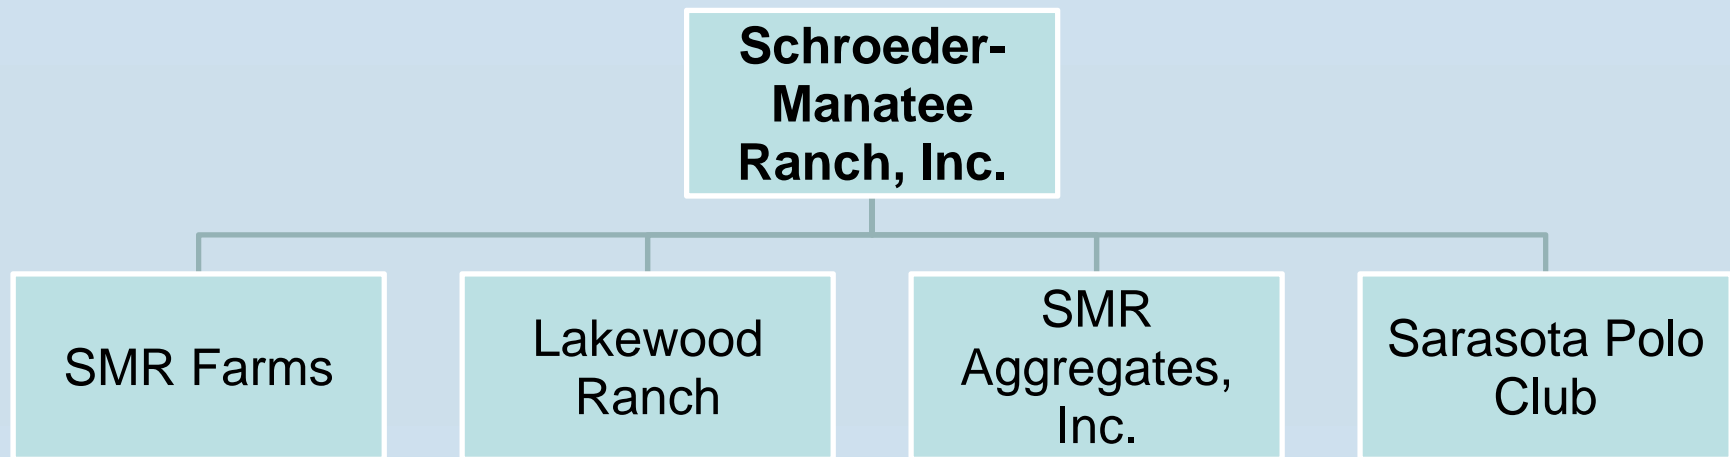 Schroeder-
Manatee
Ranch, Inc.
SMR Farms
Lakewood
Ranch
SMR
Aggregates,
Inc.
Sarasota Polo
Club